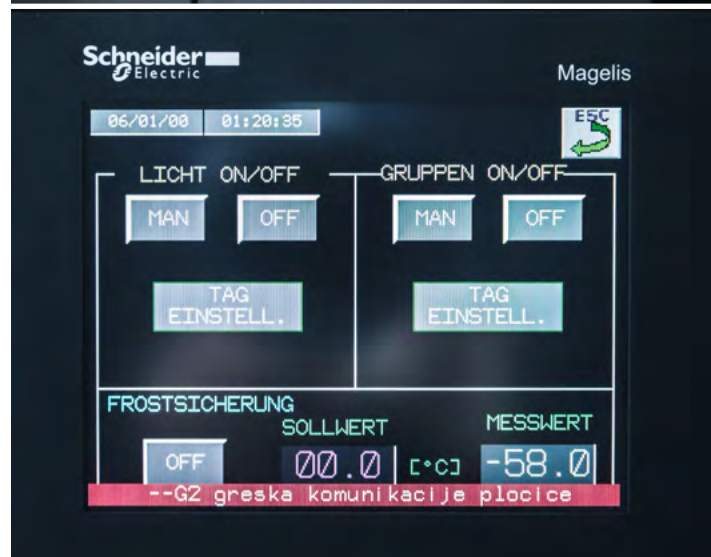 Schneider
Electric
Magelis
06/01/00 01:20:35
ESC
LICHT ON/OFF
GRUPPEN ON/OFF
MAN OFF
MAN OFF
TAG
EINSTELL.
TAG
EINSTELL.
FROSTSICHERUNG
SOLLWERT
MESSWERT
OFF
00.0 [°C] -58.0
--G2 greska komunikacije plocice